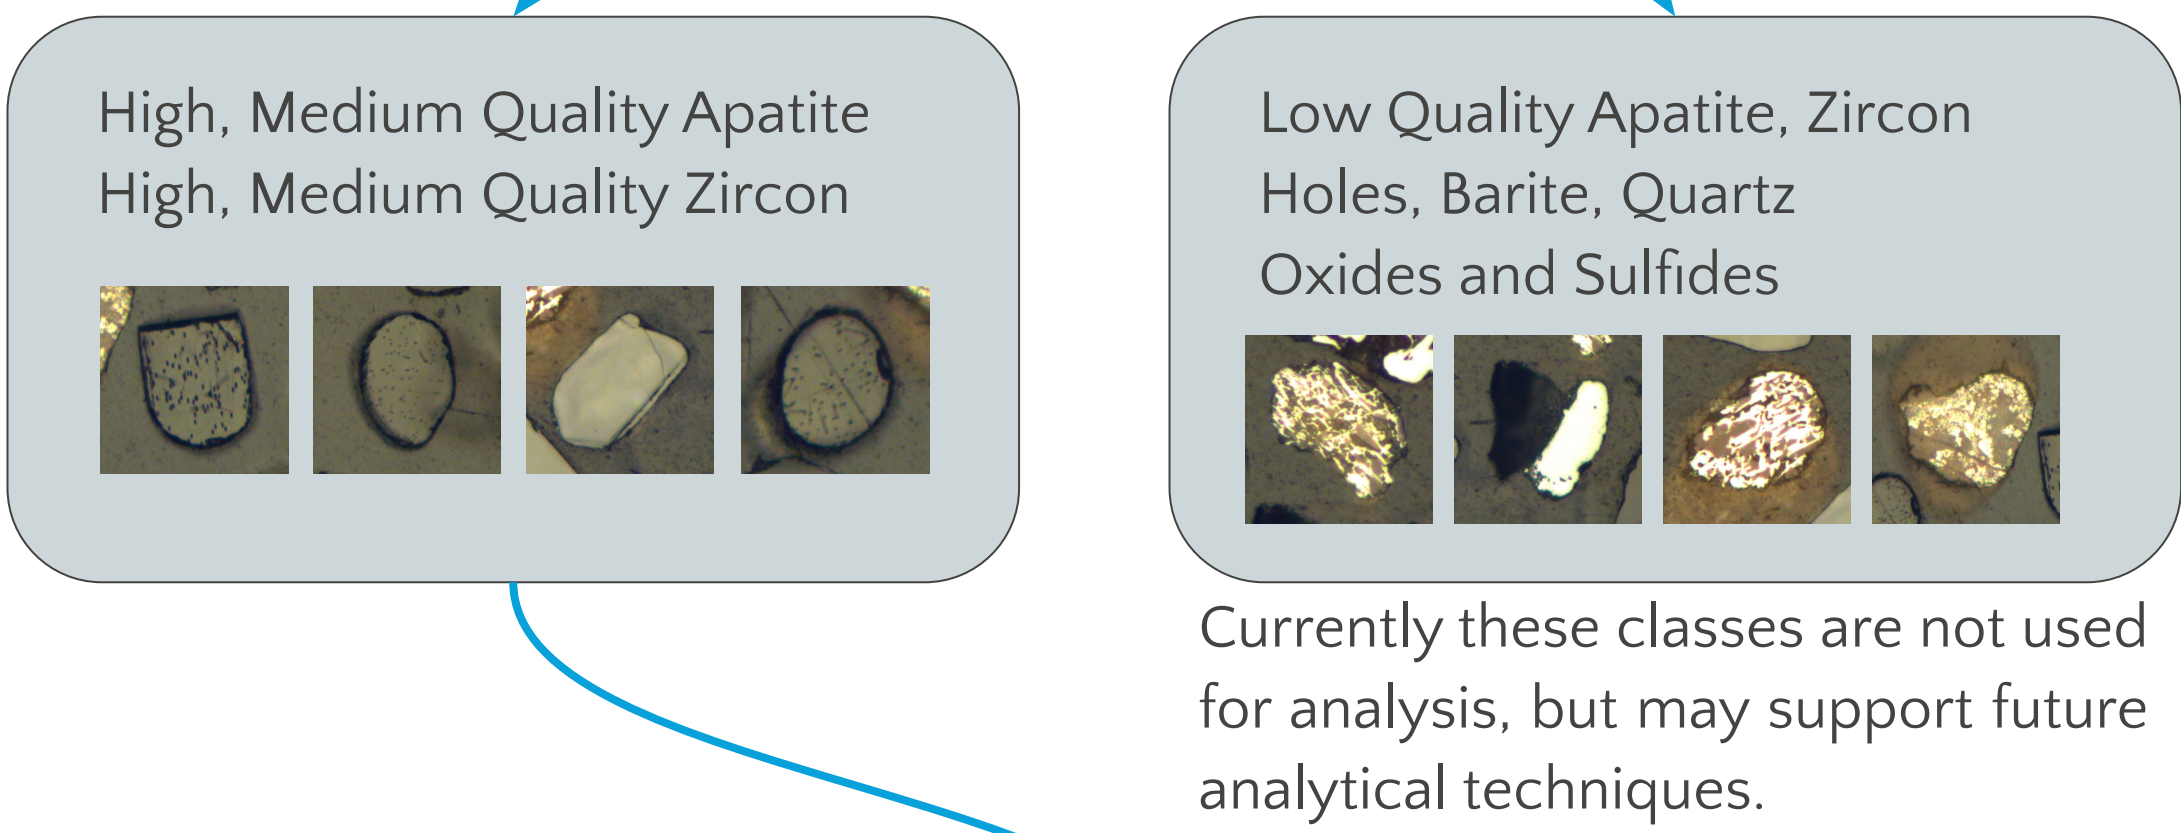 High, Medium Quality Apatite
High, Medium Quality Zircon
Low Quality Apatite, Zircon
Holes, Barite, Quartz
Oxides and Sulfides
Currently these classes are not used
for analysis, but may support future
analytical techniques.